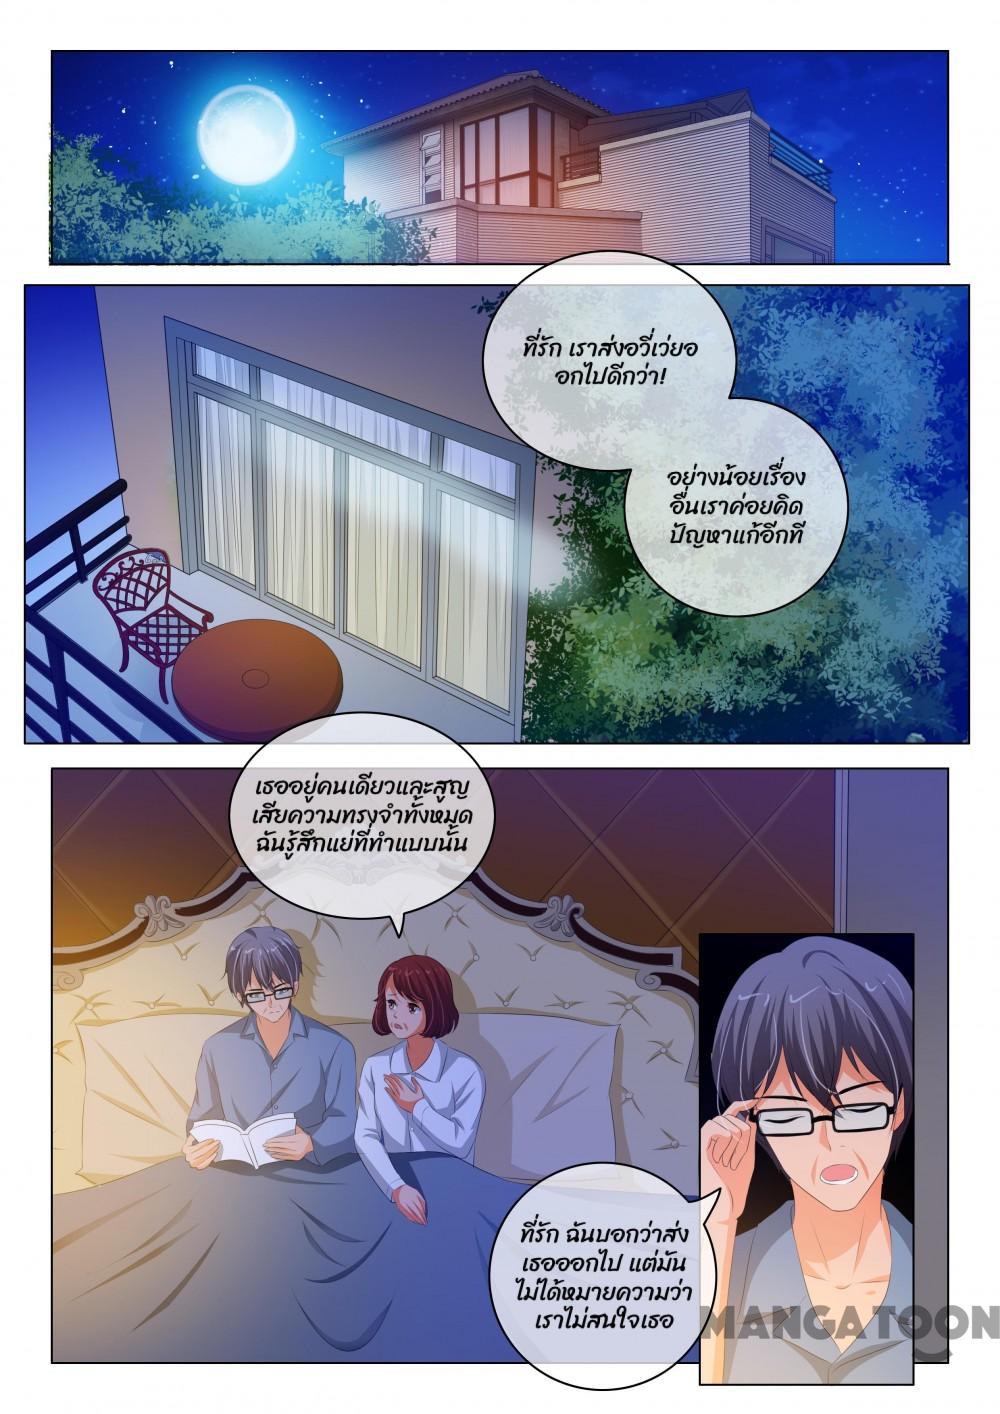 ที่รัก เราส่งอวี่เว่ยอ
อกไปดีกว่า!
อย่างน้อยเรื่อง
อื่นเราค่อยคิด
ปัญหาแก้อีกที
เธออยู่คนเดียวและสูญ
เสียความทรงจำทั้งหมด
ฉันรู้สึกแย่ที่ทำแบบนั้น
ที่รัก ฉันบอกว่าส่ง
เธอออกไป แต่มัน
ไม่ได้หมายความว่า
เราไม่สนใจเธอ
MANGATOON